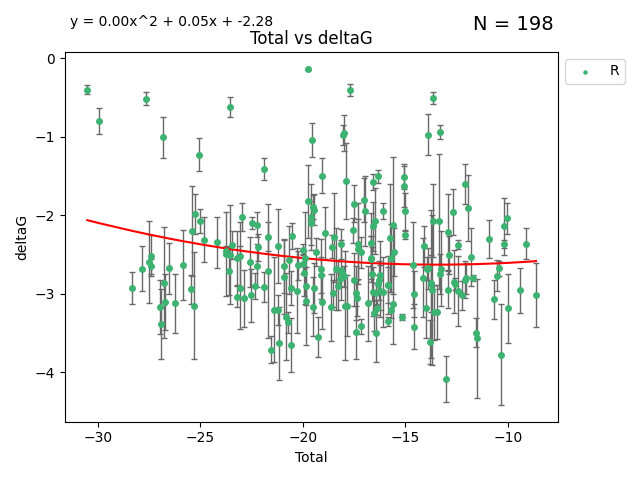 y = 0.00x^2 + 0.05x + -2.28
N = 198
Total vs deltaG
R
deltaG
0
−1
−2
−3
−4
−30
−25
−20
−15
−10
Total